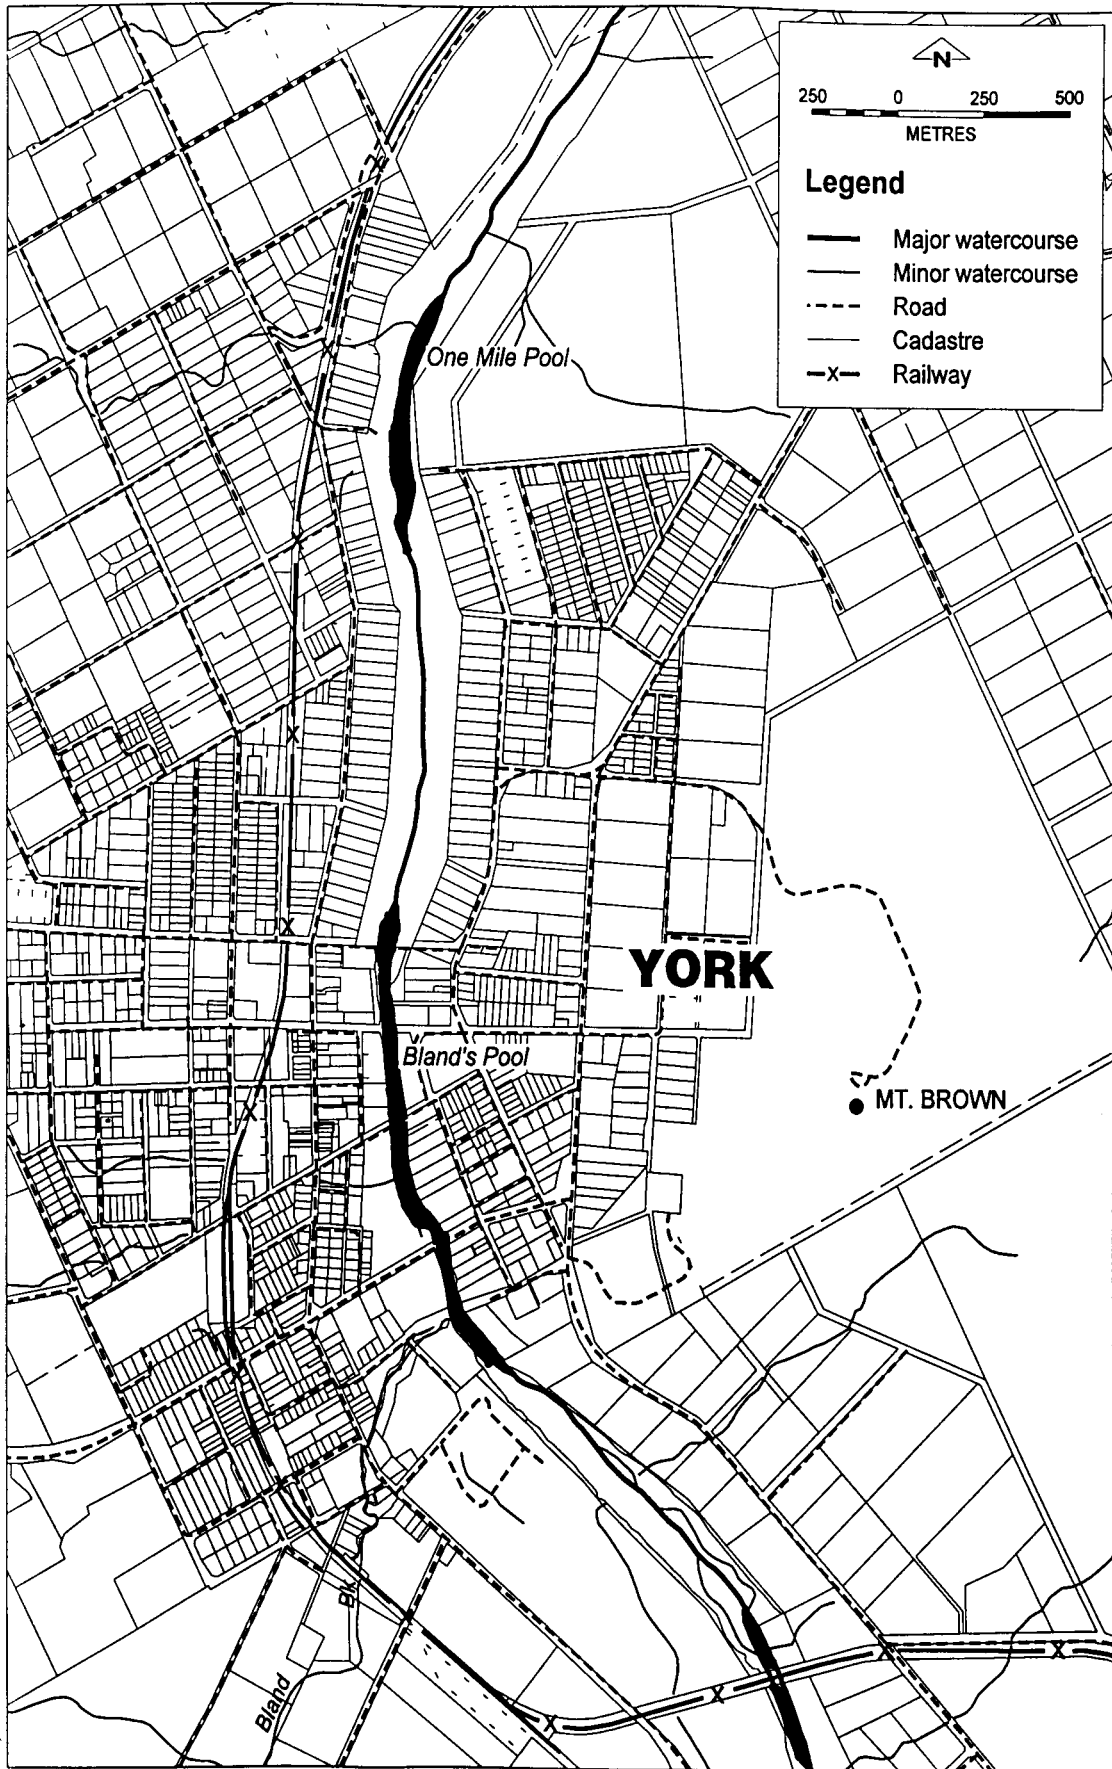 N
250 0 250 500
METRES
Legend
Major watercourse
Minor watercourse
Road
Cadastre
X Railway
One Mile Pool
YORK
Bland's Pool
MT. BROWN
Bland Bk